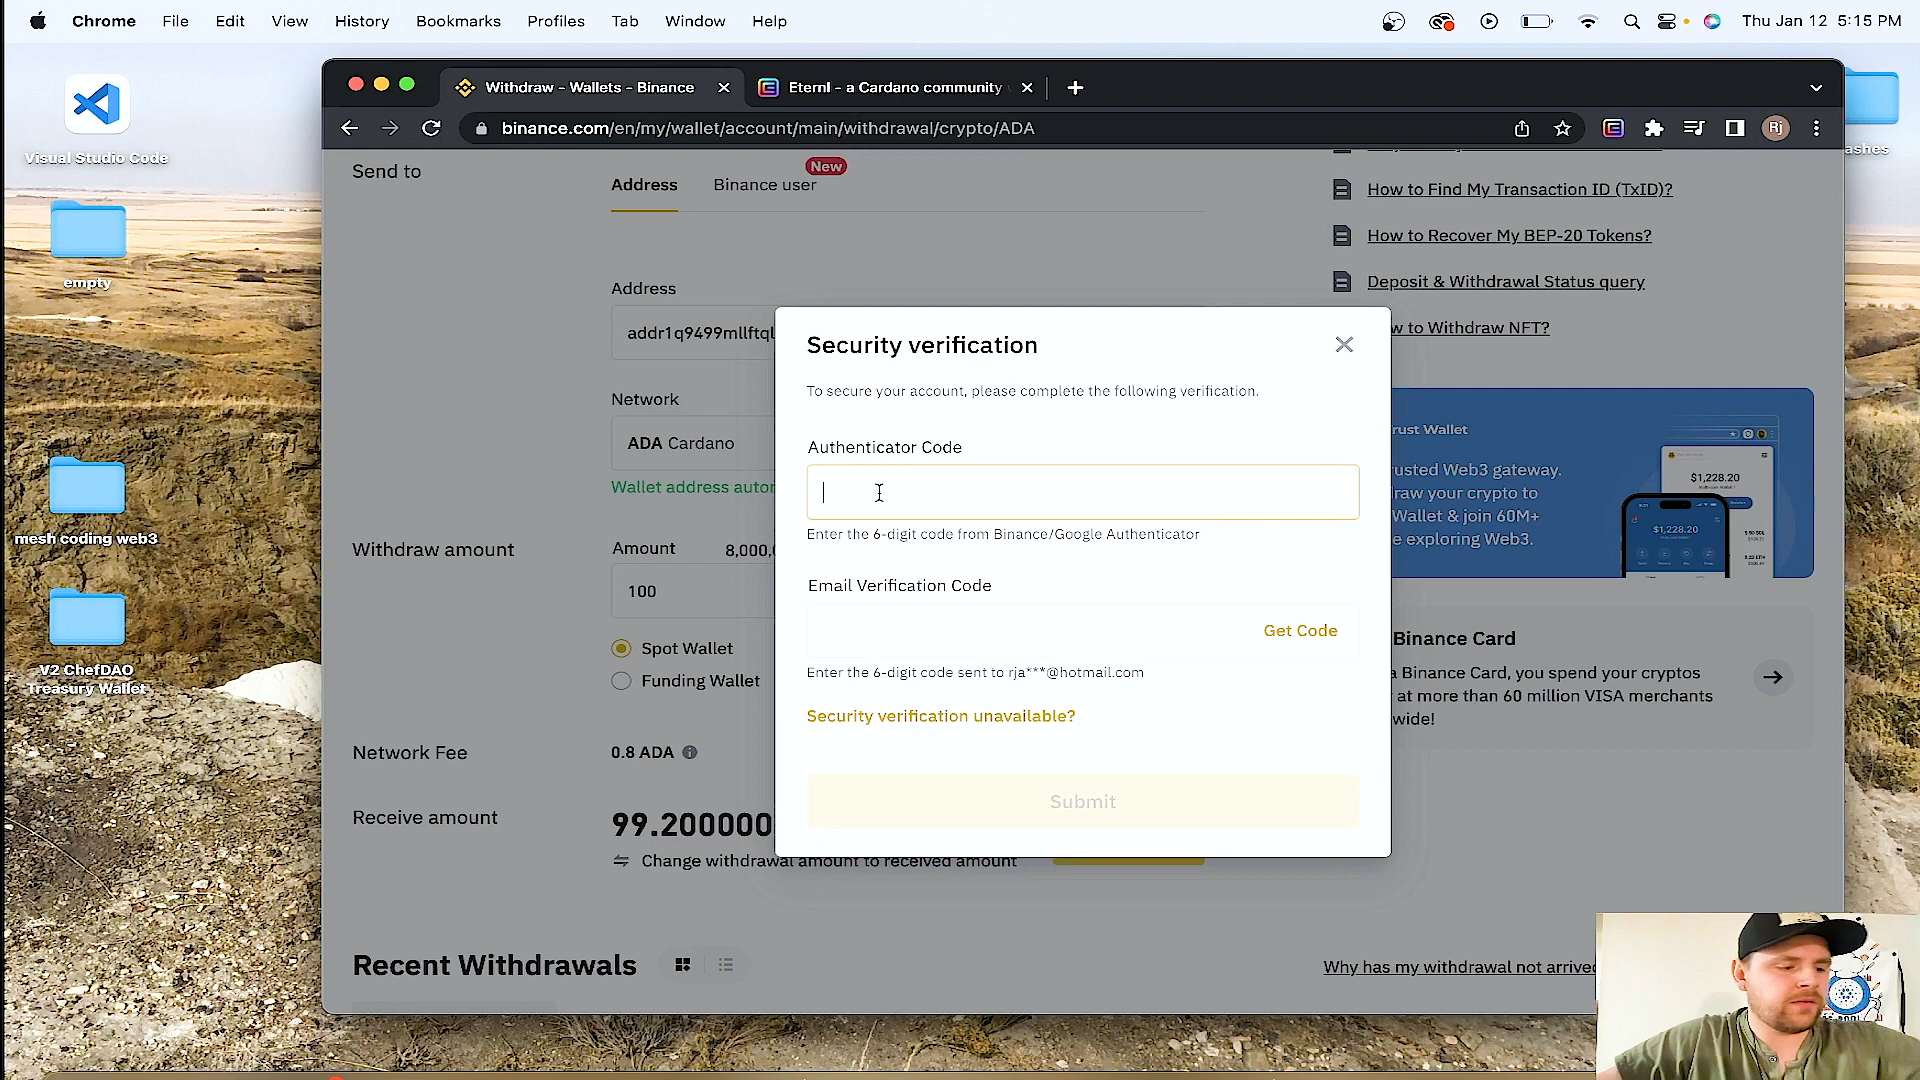 Chrome File Edit View History Bookmarks Profiles Tab Window Help
Thu Jan 12 5:15 PM
Withdraw - Wallets - Binance
Eternl - a Cardano community
binance.com/en/my/wallet/account/main/withdrawal/crypto/ADA
Rj
Visual Studio Code
empty
mesh coding web3
V2 ChefDAO
Treasury Wallet
ashes
Send to
Address
Binance user
New
Address
addr1q9499mllftql
Network
ADA Cardano
Wallet address autor
Withdraw amount
Amount
8,000,
100
Spot Wallet
Funding Wallet
Network Fee
0.8 ADA
Receive amount
99.200000
Change withdrawal amount to received amount
Recent Withdrawals
Why has my withdrawal not arrived
How to Find My Transaction ID (TxID)?
How to Recover My BEP-20 Tokens?
Deposit & Withdrawal Status query
w to Withdraw NFT?
rust Wallet
usted Web3 gateway.
raw your crypto to
Wallet & join 60M+
e exploring Web3.
$1,228.20
$1,228.20
Binance Card
a Binance Card, you spend your cryptos
at more than 60 million VISA merchants
wide!
Security verification
To secure your account, please complete the following verification.
Authenticator Code
Enter the 6-digit code from Binance/Google Authenticator
Email Verification Code
Get Code
Enter the 6-digit code sent to rja***@hotmail.com
Security verification unavailable?
Submit